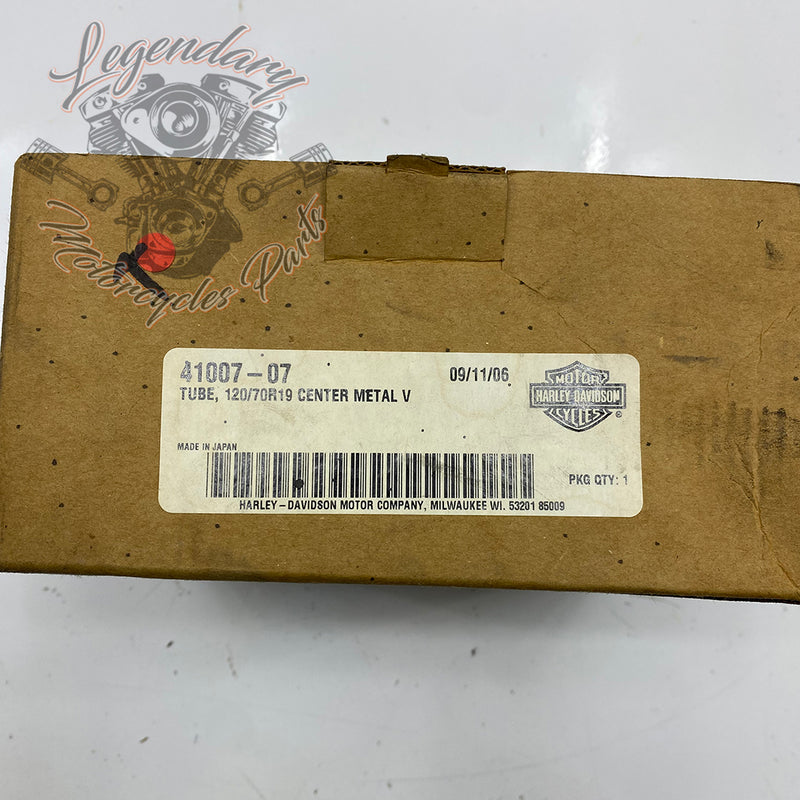 Legendary
Motorcycles Parts
41007-07 09/11/06
TUBE, 120/70R19 CENTER METAL V
MOTOR
HARLEY-DAVIDSON
CYCLES ®
MADE IN JAPAN
PKG QTY: 1
HARLEY-DAVIDSON MOTOR COMPANY, MILWAUKEE WI. 53201 85009